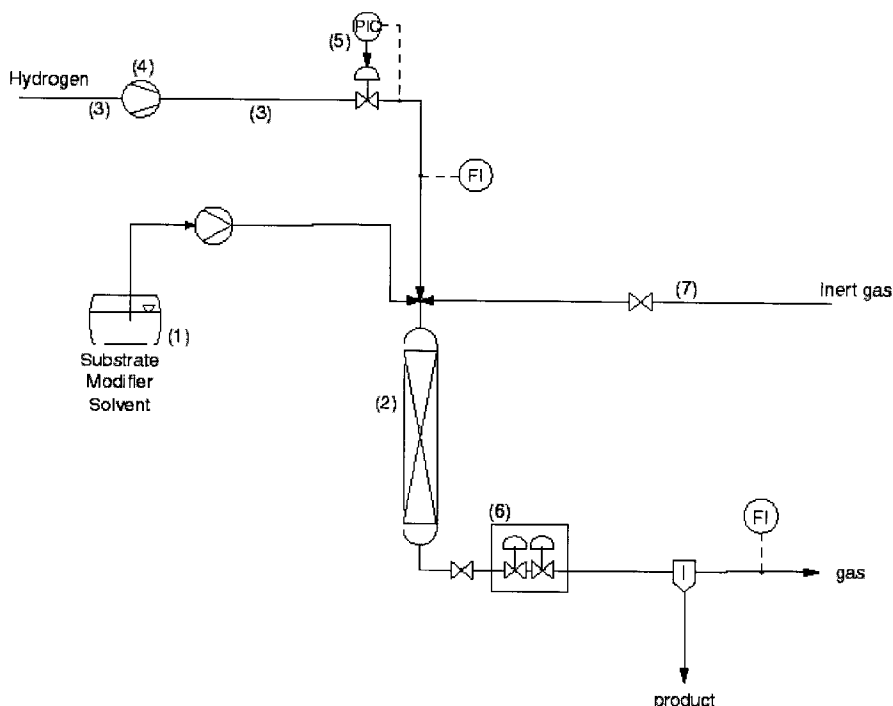 PIC
(5)
(4)
Hydrogen
(3)
(3)
FI
(7)
inert gas
(1)
Substrate
Modifier
Solvent
(2)
(6)
FI
gas
product